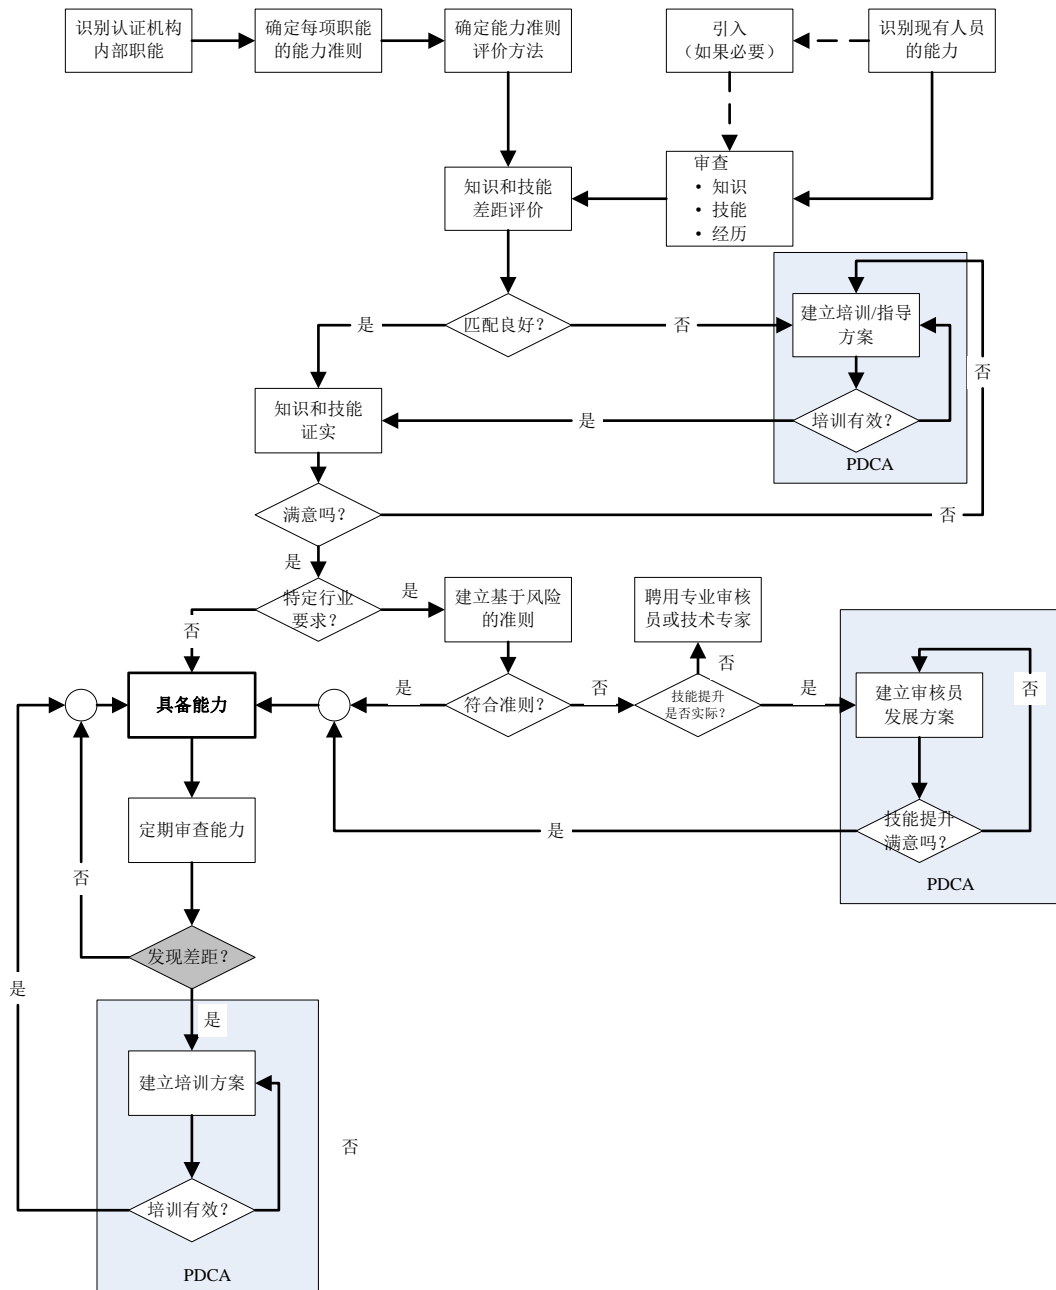 识别认证机构
内部职能
确定每项职能
的能力准则
确定能力准则
评价方法
引入
（如果必要）
识别现有人员
的能力
知识和技能
差距评价
审查
• 知识
• 技能
• 经历
是
匹配良好？
否
建立培训/指导
方案
否
知识和技能
证实
是
培训有效？
PDCA
满意吗？
否
是
特定行业
要求？
是
建立基于风险
的准则
聘用专业审核
员或技术专家
否
具备能力
是
符合准则？
否
否
技能提升
是否实际？
是
建立审核员
发展方案
否
定期审查能力
是
技能提升
满意吗？
PDCA
否
发现差距？
是
是
建立培训方案
否
培训有效？
PDCA